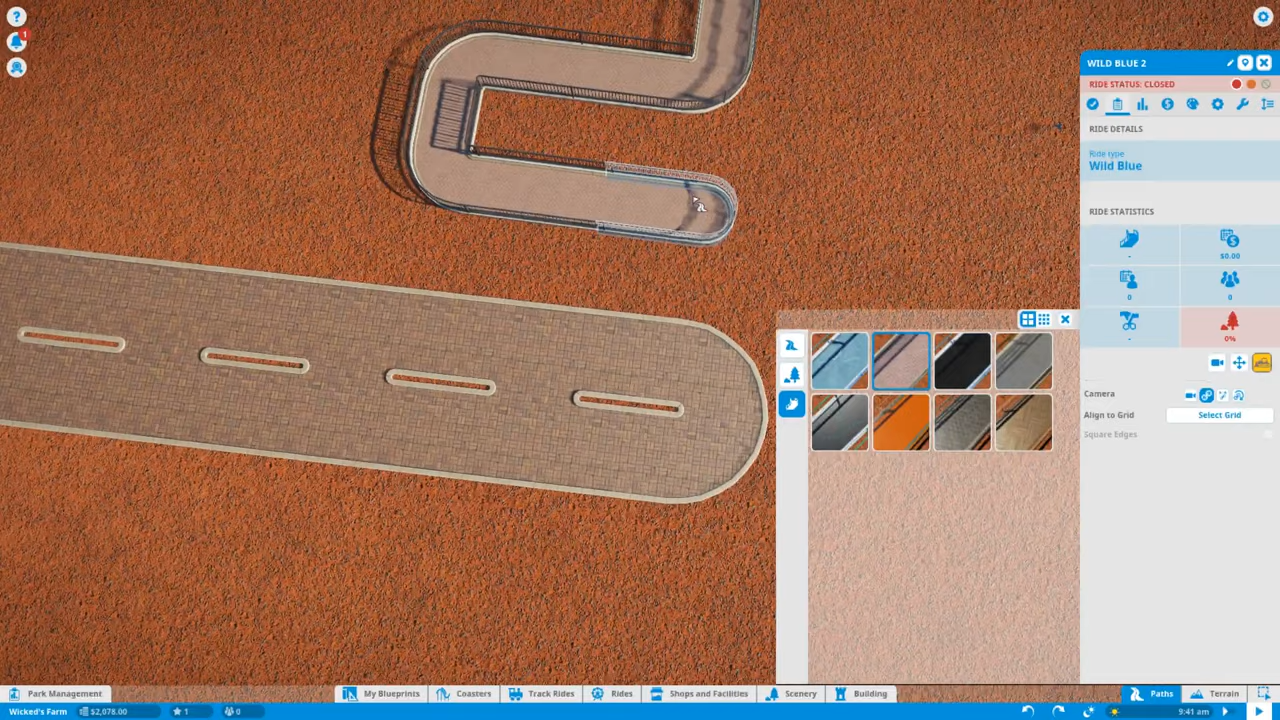 ?
1
WILD BLUE 2
RIDE STATUS: CLOSED
RIDE DETAILS
Ride type
Wild Blue
RIDE STATISTICS
-
$0.00
0
0
-
0%
Camera
Align to Grid
Select Grid
Square Edges
Park Management
My Blueprints
Coasters
Track Rides
Rides
Shops and Facilities
Scenery
Building
Paths
Terrain
Wicked's Farm
$2,078.00
1
0
9:41 am